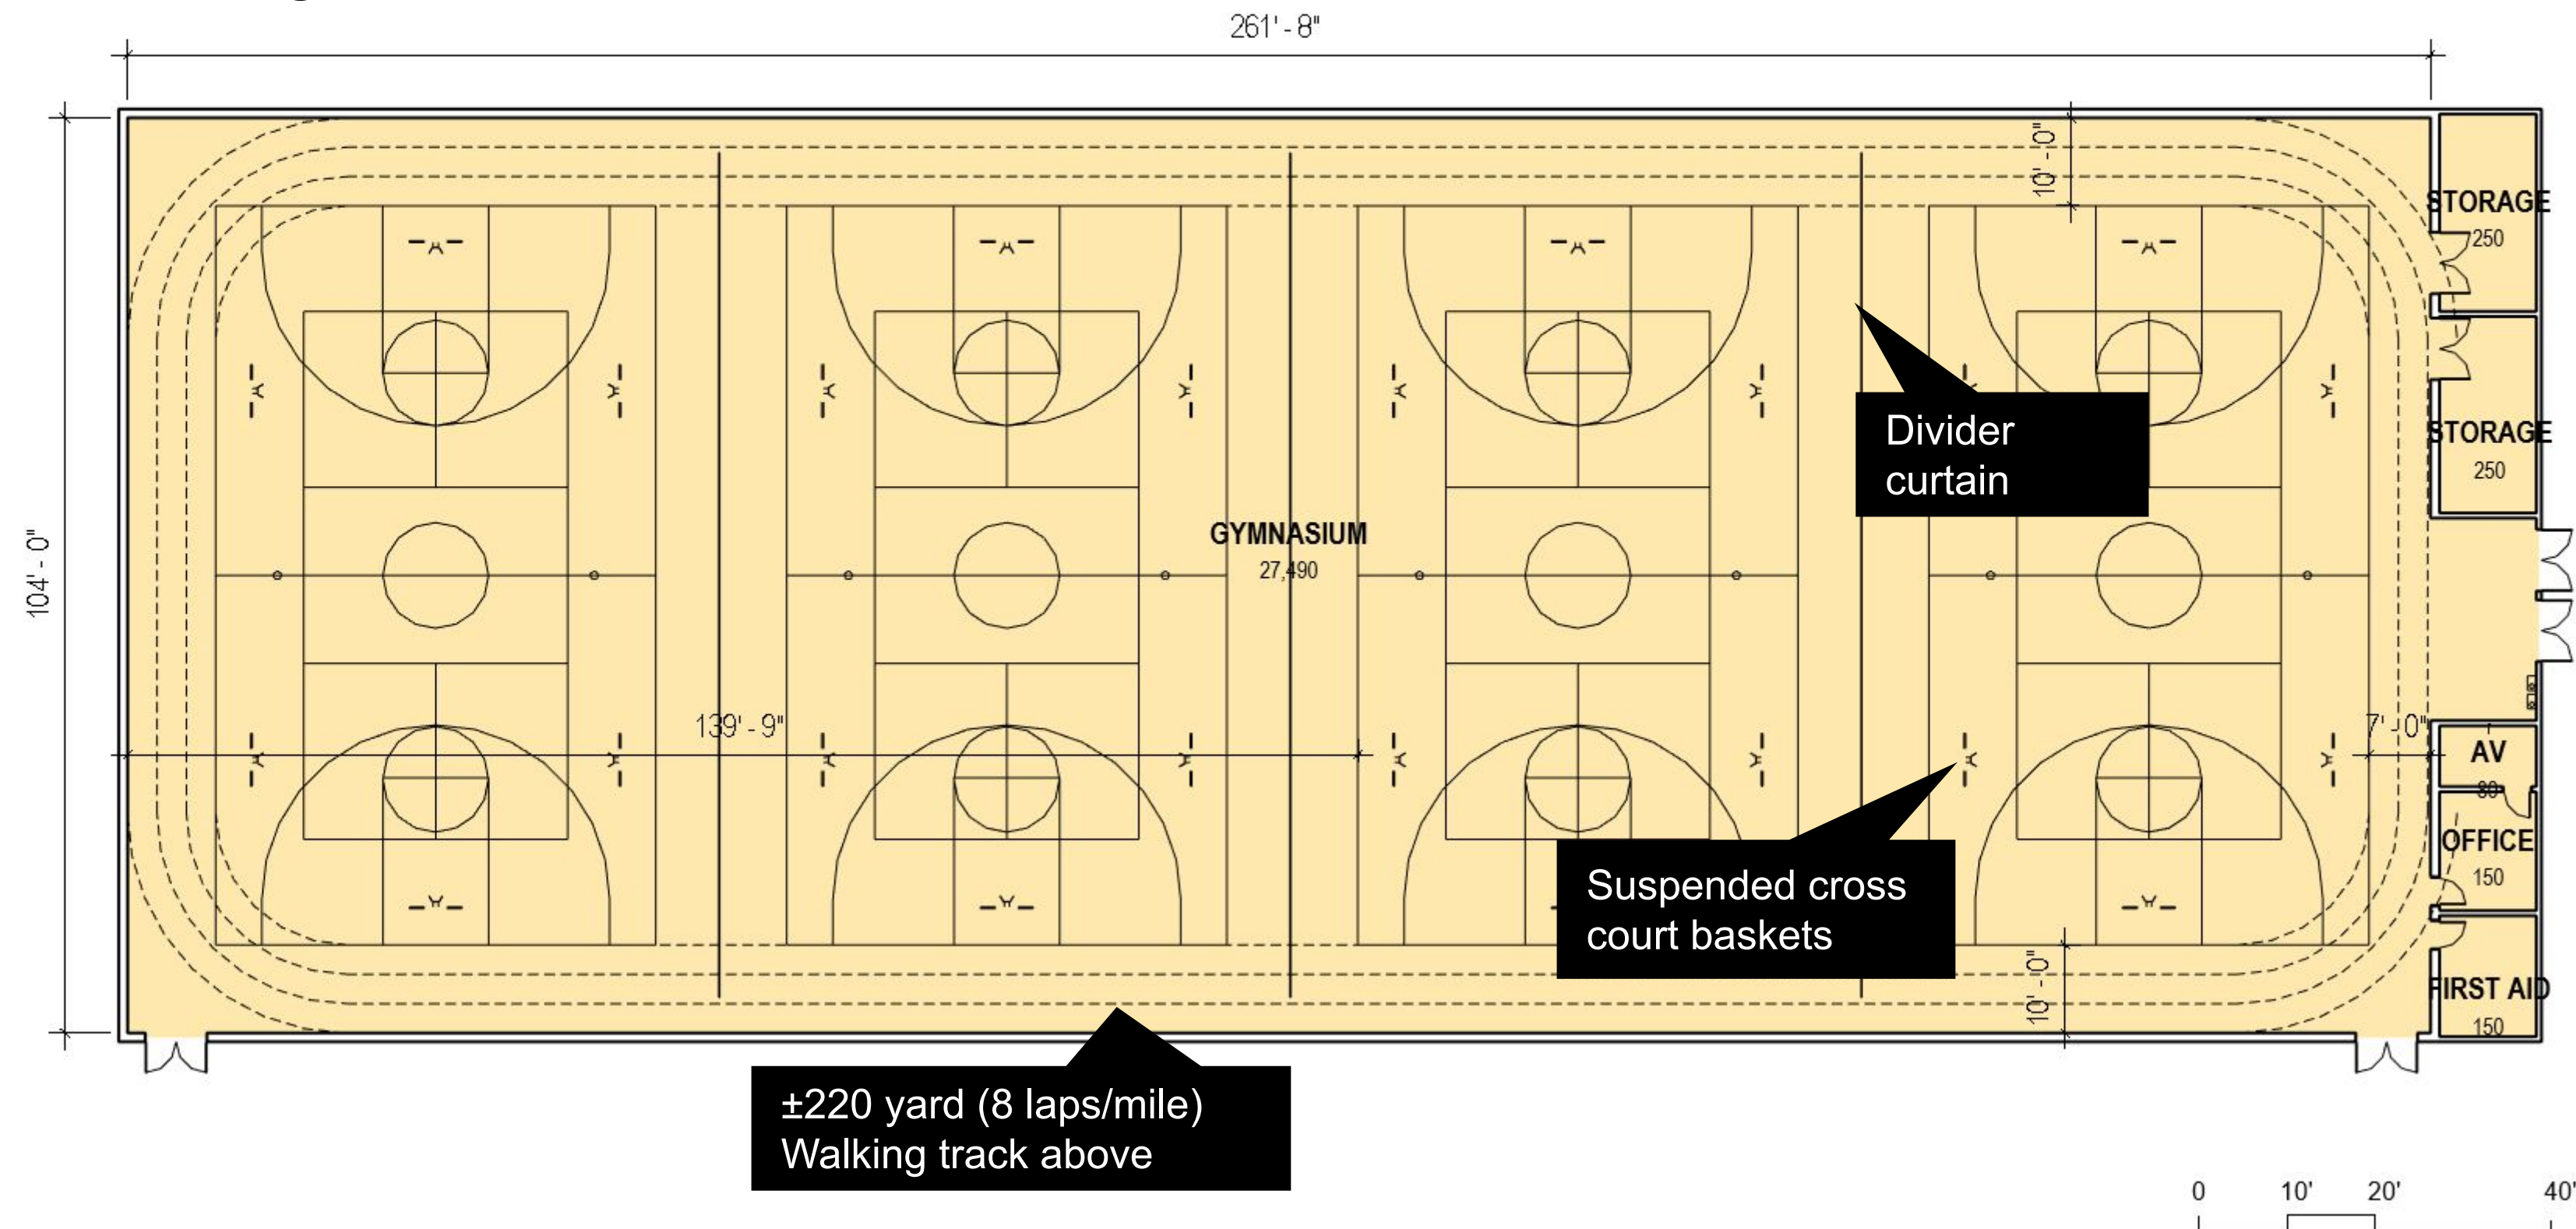 261' - 8"
10' - 0"
STORAGE
250
Divider
curtain
STORAGE
250
104' - 0"
GYMNASIUM
27,490
139' - 9"
7' - 0"
AV
80
OFFICE
150
Suspended cross
court baskets
10' - 0"
FIRST AID
150
±220 yard (8 laps/mile)
Walking track above
0 10' 20' 40'